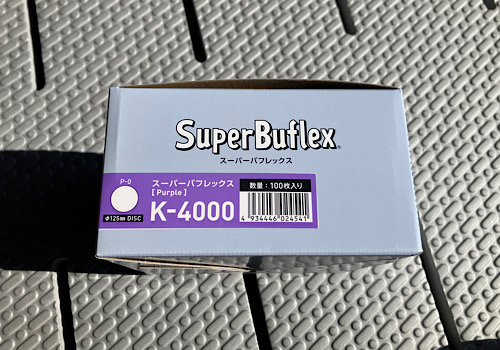 SuperBuflex®
スーパーバフレックス
P-0
Φ125mm DISC
スーパーバフレックス
[ Purple ]
K-4000
数量：100枚入り
4 934446 024541